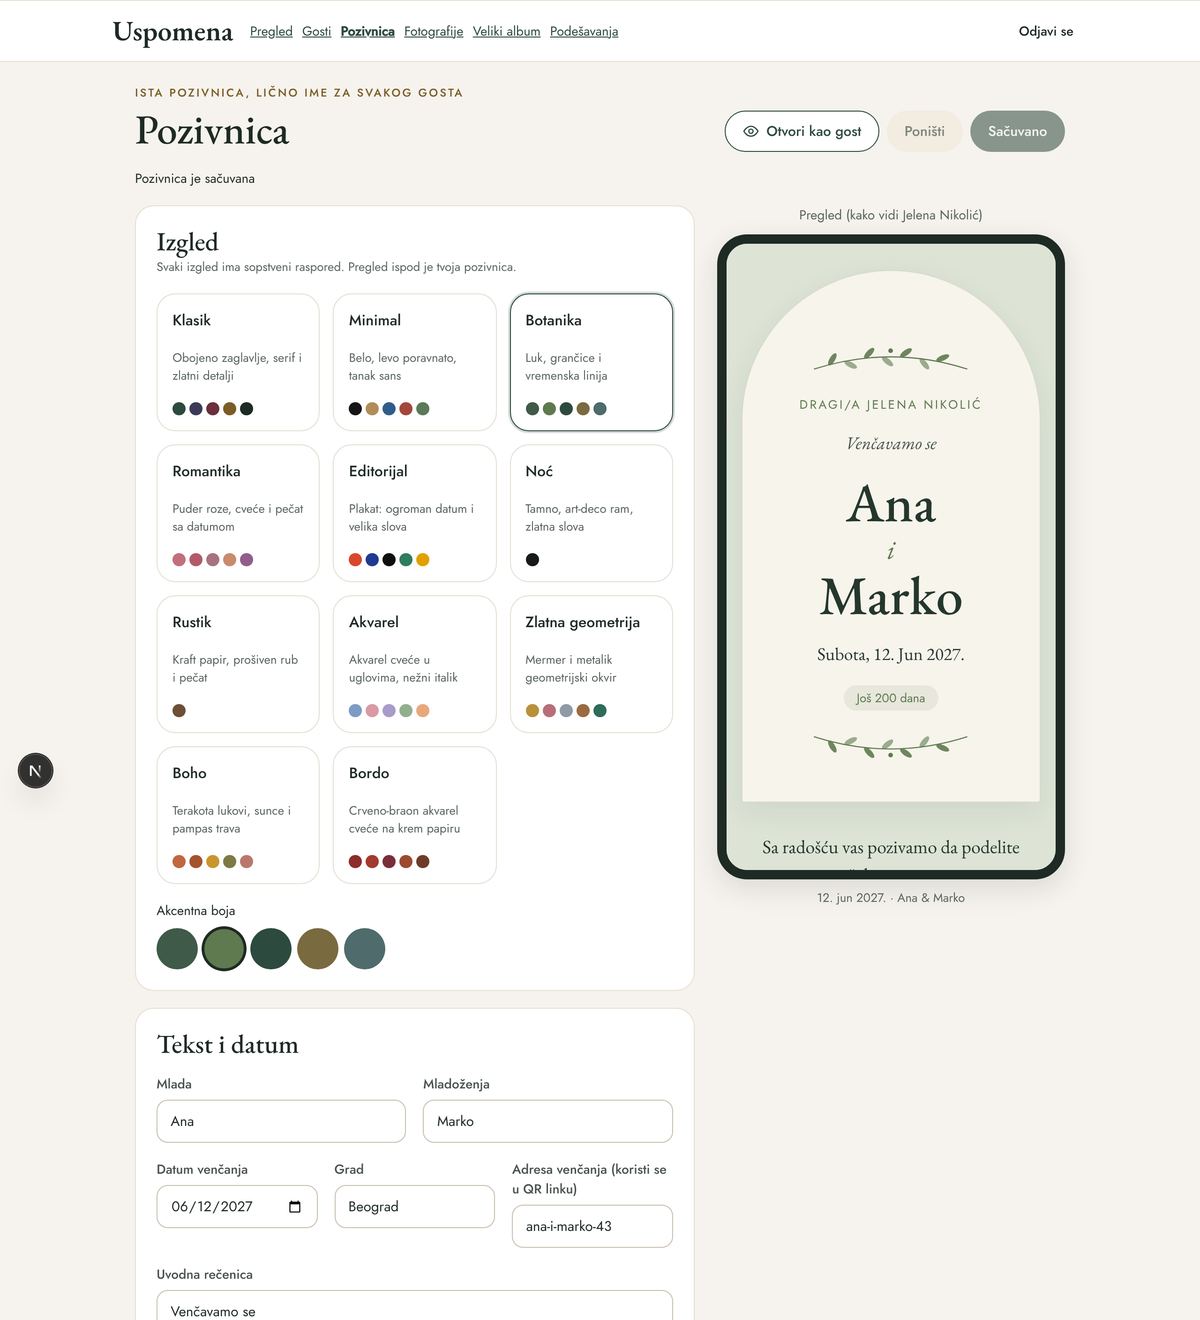 Uspomena
Pregled Gosti Pozivnica Fotografije Veliki album Podešavanja
Odjavi se
ISTA POZIVNICA, LIČNO IME ZA SVAKOG GOSTA
Pozivnica
Otvori kao gost
Poništi
Sačuvano
Pozivnica je sačuvana
Izgled
Svaki izgled ima sopstveni raspored. Pregled ispod je tvoja pozivnica.
Klasik
Obojeno zaglavlje, serif i
zlatni detalji
Minimal
Belo, levo poravnato,
tanak sans
Botanika
Luk, grančice i
vremenska linija
Romantika
Puder roze, cveće i pečat
sa datumom
Editorijal
Plakat: ogroman datum i
velika slova
Noć
Tamno, art-deco ram,
zlatna slova
Rustik
Kraft papir, prošiven rub
i pečat
Akvarel
Akvarel cveće u
uglovima, nežni italik
Zlatna geometrija
Mermer i metalik
geometrijski okvir
Boho
Terakota lukovi, sunce i
pampas trava
Bordo
Crveno-braon akvarel
cveće na krem papiru
Akcentna boja
Pregled (kako vidi Jelena Nikolić)
DRAGI/A JELENA NIKOLIĆ
Venčavamo se
Ana
i
Marko
Subota, 12. Jun 2027.
Još 200 dana
Sa radošću vas pozivamo da podelite
12. jun 2027. · Ana & Marko
N
Tekst i datum
Mlada
Ana
Mladoženja
Marko
Datum venčanja
06/12/2027
Grad
Beograd
Adresa venčanja (koristi se
u QR linku)
ana-i-marko-43
Uvodna rečenica
Venčavamo se